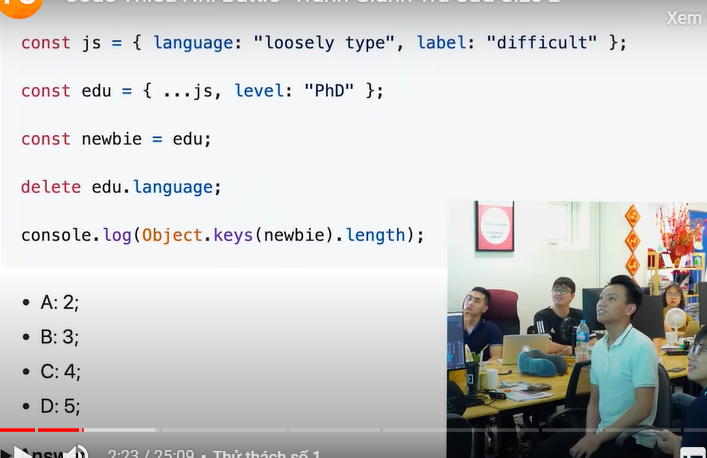 Xem
const js = { language: "loosely type", label: "difficult" };
const edu = { ...js, level: "PhD" };
const newbie = edu;
delete edu.language;
console.log(Object.keys(newbie).length);
• A: 2;
• B: 3;
• C: 4;
• D: 5;
2:23 / 25:09 • Thử thách số 1